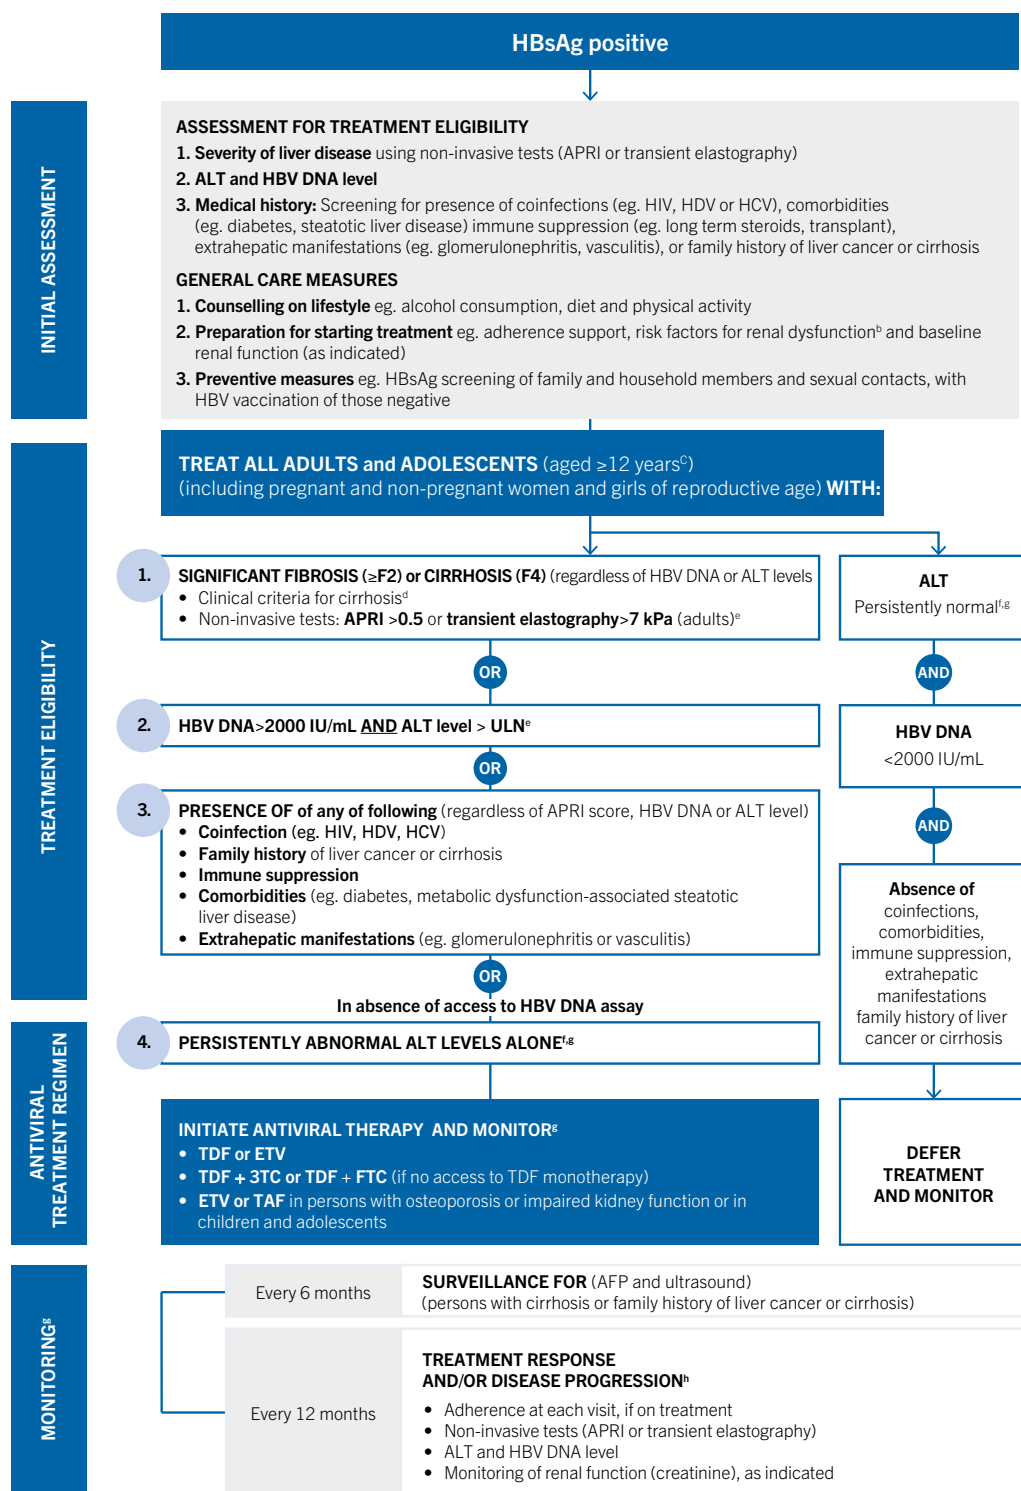 HBsAg positive
INITIAL ASSESSMENT
ASSESSMENT FOR TREATMENT ELIGIBILITY
1. Severity of liver disease using non-invasive tests (APRI or transient elastography)
2. ALT and HBV DNA level
3. Medical history: Screening for presence of coinfections (eg. HIV, HDV or HCV), comorbidities
(eg. diabetes, steatotic liver disease) immune suppression (eg. long term steroids, transplant),
extrahepatic manifestations (eg. glomerulonephritis, vasculitis), or family history of liver cancer or cirrhosis
GENERAL CARE MEASURES
1. Counselling on lifestyle eg. alcohol consumption, diet and physical activity
2. Preparation for starting treatment eg. adherence support, risk factors for renal dysfunctionᵇ and baseline
renal function (as indicated)
3. Preventive measures eg. HBsAg screening of family and household members and sexual contacts, with
HBV vaccination of those negative
TREATMENT ELIGIBILITY
TREAT ALL ADULTS and ADOLESCENTS (aged ≥12 yearsᶜ)
(including pregnant and non-pregnant women and girls of reproductive age) WITH:
1.
SIGNIFICANT FIBROSIS (≥F2) or CIRRHOSIS (F4) (regardless of HBV DNA or ALT levels
• Clinical criteria for cirrhosisᵈ
• Non-invasive tests: APRI >0.5 or transient elastography>7 kPa (adults)ᵉ
OR
2.
HBV DNA>2000 IU/mL AND ALT level > ULNᵉ
OR
3.
PRESENCE OF of any of following (regardless of APRI score, HBV DNA or ALT level)
• Coinfection (eg. HIV, HDV, HCV)
• Family history of liver cancer or cirrhosis
• Immune suppression
• Comorbidities (eg. diabetes, metabolic dysfunction-associated steatotic
liver disease)
• Extrahepatic manifestations (eg. glomerulonephritis or vasculitis)
OR
In absence of access to HBV DNA assay
4.
PERSISTENTLY ABNORMAL ALT LEVELS ALONEᶠ,ᵍ
ALT
Persistently normalᶠ,ᵍ
AND
HBV DNA
<2000 IU/mL
AND
Absence of
coinfections,
comorbidities,
immune suppression,
extrahepatic
manifestations
family history of liver
cancer or cirrhosis
ANTIVIRAL
TREATMENT REGIMEN
INITIATE ANTIVIRAL THERAPY AND MONITORᵍ
• TDF or ETV
• TDF + 3TC or TDF + FTC (if no access to TDF monotherapy)
• ETV or TAF in persons with osteoporosis or impaired kidney function or in
children and adolescents
DEFER
TREATMENT
AND MONITOR
MONITORINGᵍ
Every 6 months
SURVEILLANCE FOR (AFP and ultrasound)
(persons with cirrhosis or family history of liver cancer or cirrhosis)
Every 12 months
TREATMENT RESPONSE
AND/OR DISEASE PROGRESSIONʰ
• Adherence at each visit, if on treatment
• Non-invasive tests (APRI or transient elastography)
• ALT and HBV DNA level
• Monitoring of renal function (creatinine), as indicated